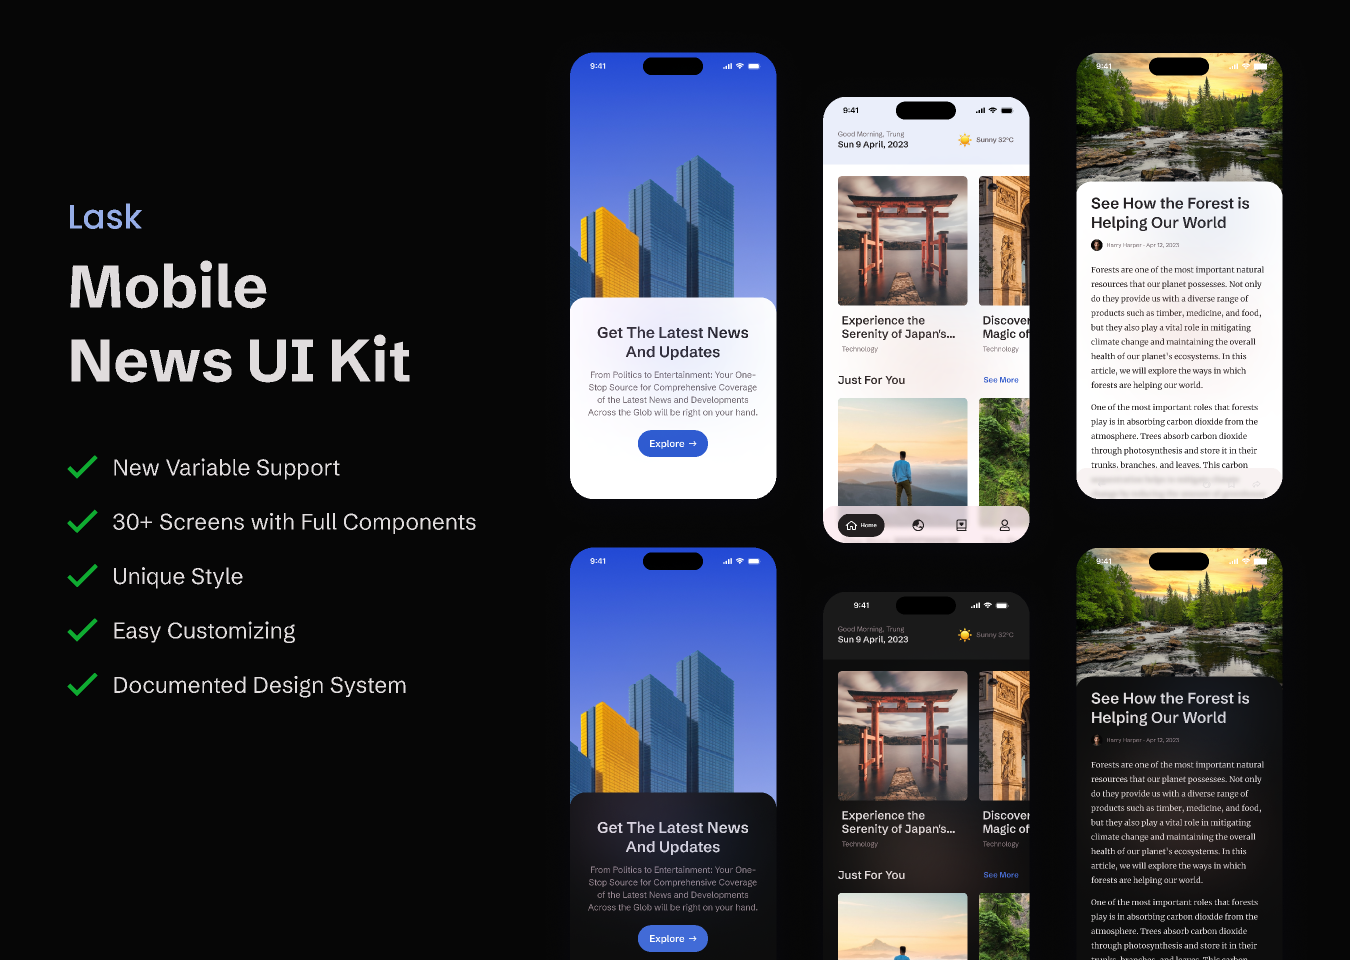 Lask
Mobile
News UI Kit
New Variable Support
30+ Screens with Full Components
Unique Style
Easy Customizing
Documented Design System
9:41
Get The Latest News
And Updates
From Politics to Entertainment: Your One-
Stop Source for Comprehensive Coverage
of the Latest News and Developments
Across the Glob will be right on your hand.
Explore →
9:41
Good Morning, Trung
Sun 9 April, 2023
Sunny 32°C
Experience the
Serenity of Japan's...
Technology
Discover
Magic of
Technology
Just For You
See More
Home
9:41
See How the Forest is
Helping Our World
Harry Harper - Apr 12, 2023
Forests are one of the most important natural
resources that our planet possesses. Not only
do they provide us with a diverse range of
products such as timber, medicine, and food,
but they also play a vital role in mitigating
climate change and maintaining the overall
health of our planet's ecosystems. In this
article, we will explore the ways in which
forests are helping our world.
One of the most important roles that forests
play is in absorbing carbon dioxide from the
atmosphere. Trees absorb carbon dioxide
through photosynthesis and store it in their
trunks, branches, and leaves. This carbon
9:41
Get The Latest News
And Updates
From Politics to Entertainment: Your One-
Stop Source for Comprehensive Coverage
of the Latest News and Developments
Across the Glob will be right on your hand.
Explore →
9:41
Good Morning, Trung
Sun 9 April, 2023
Sunny 32°C
Experience the
Serenity of Japan's...
Technology
Discover
Magic of
Technology
Just For You
See More
9:41
See How the Forest is
Helping Our World
Harry Harper - Apr 12, 2023
Forests are one of the most important natural
resources that our planet possesses. Not only
do they provide us with a diverse range of
products such as timber, medicine, and food,
but they also play a vital role in mitigating
climate change and maintaining the overall
health of our planet's ecosystems. In this
article, we will explore the ways in which
forests are helping our world.
One of the most important roles that forests
play is in absorbing carbon dioxide from the
atmosphere. Trees absorb carbon dioxide
through photosynthesis and store it in their
trunks, branches, and leaves. This carbon